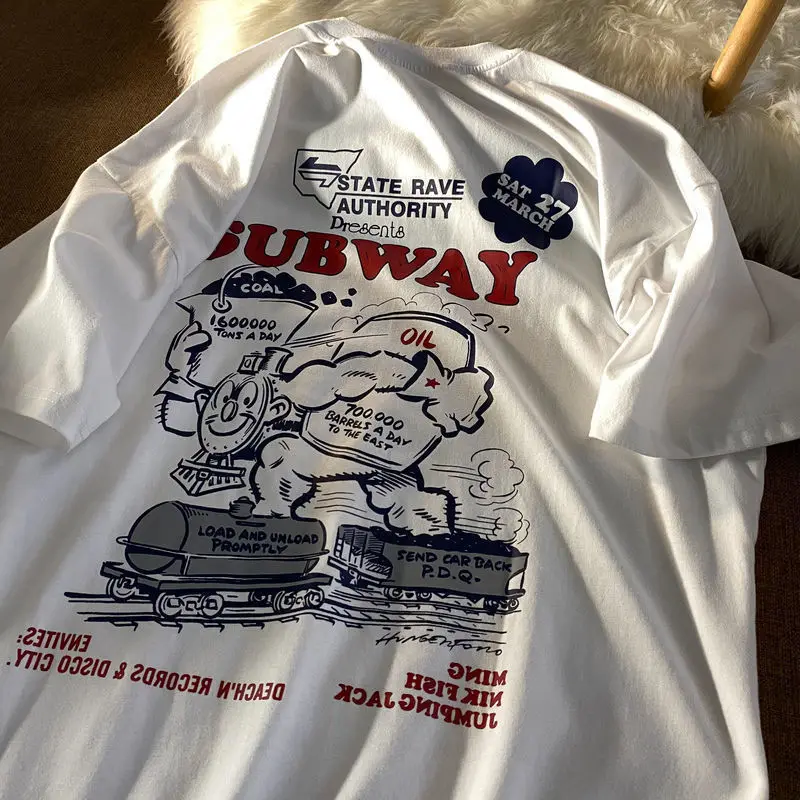 STATE RAVE
AUTHORITY
Presents
SAT 27
MARCH
SUBWAY
COAL
1.600.000
TONS A DAY
OIL
700.000
BARRELS A DAY
TO THE EAST
LOAD AND UNLOAD
PROMPTLY
SEND CAR BACK
P.D.Q.
ENVITES:
DEACH'N RECORDS & DISCO CITY.
MING
NIK FISH
JUMPING JACK